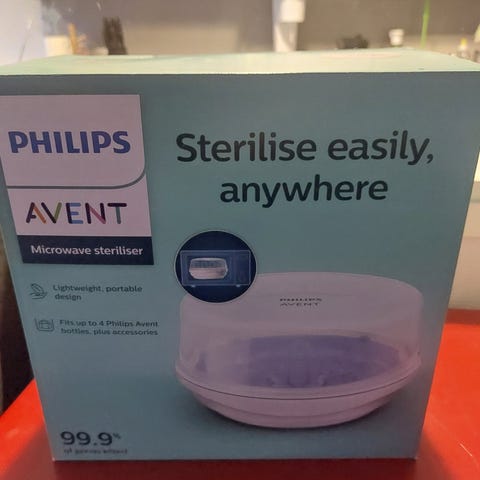 PHILIPS
AVENT
Microwave steriliser
Sterilise easily,
anywhere
Lightweight, portable
design
Fits up to 4 Philips Avent
bottles, plus accessories
PHILIPS
AVENT
99.9%
of germs killed